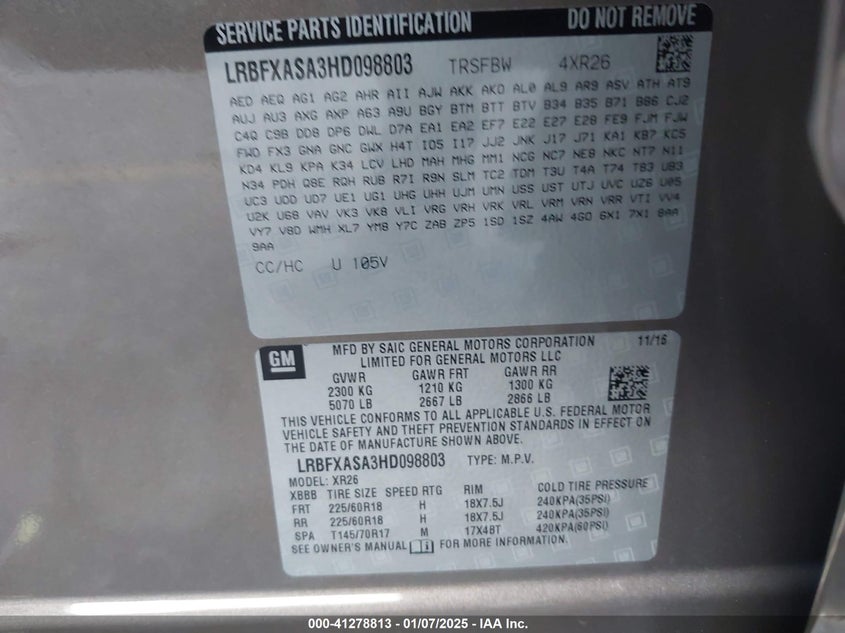 SERVICE PARTS IDENTIFICATION DO NOT REMOVE
LRBFXASA3HD098803 TRSFBW 4XR26
AED AEQ AG1 AG2 AHR AII AJW AKK AKO AL0 AL9 AR9 ASV ATH AT9
AUJ AU3 AXG AXP A63 A9U BGY BTM BTT BTV B34 B35 B71 B86 CJ2
C4Q C9B DD8 DP6 DWL D7A EA1 EA2 EF7 E22 E27 E28 FE9 FJM FJW
FWD FX3 GNA GNC GWX H4T IO5 I17 JJ2 JNK J17 J71 KA1 KB7 KC5
KD4 KL9 KPA K34 LCV LHD MAH MHG MM1 NCG NC7 NE8 NKC NT7 N11
N34 PDH Q8E RQH RU8 R7I R9N SLM TC2 TDM T3U T4A T74 T83 U83
UC3 UDD UD7 UE1 UG1 UHG UHH UJM UMN USS UST UTJ UVC UZ6 U05
U2K U68 VAV VK3 VK8 VLI VRG VRH VRK VRL VRM VRN VRR VTI VV4
VY7 V8D WMH XL7 YM8 Y7C ZAB ZP5 1SD 1SZ 4AW 4G0 6X1 7X1 8AA
9AA
CC/HC U 105V
GM
MFD BY SAIC GENERAL MOTORS CORPORATION 11/16
LIMITED FOR GENERAL MOTORS LLC
GVWR GAWR FRT GAWR RR
2300 KG 1210 KG 1300 KG
5070 LB 2667 LB 2866 LB
THIS VEHICLE CONFORMS TO ALL APPLICABLE U.S. FEDERAL MOTOR
VEHICLE SAFETY AND THEFT PREVENTION STANDARDS IN EFFECT ON
THE DATE OF MANUFACTURE SHOWN ABOVE.
LRBFXASA3HD098803 TYPE: M.P.V.
MODEL: XR26
XBBB TIRE SIZE SPEED RTG RIM COLD TIRE PRESSURE
FRT 225/60R18 H 18X7.5J 240KPA(35PSI)
RR 225/60R18 H 18X7.5J 240KPA(35PSI)
SPA T145/70R17 M 17X4BT 420KPA(60PSI)
SEE OWNER'S MANUAL FOR MORE INFORMATION.
000-41278813 - 01/07/2025 - IAA Inc.